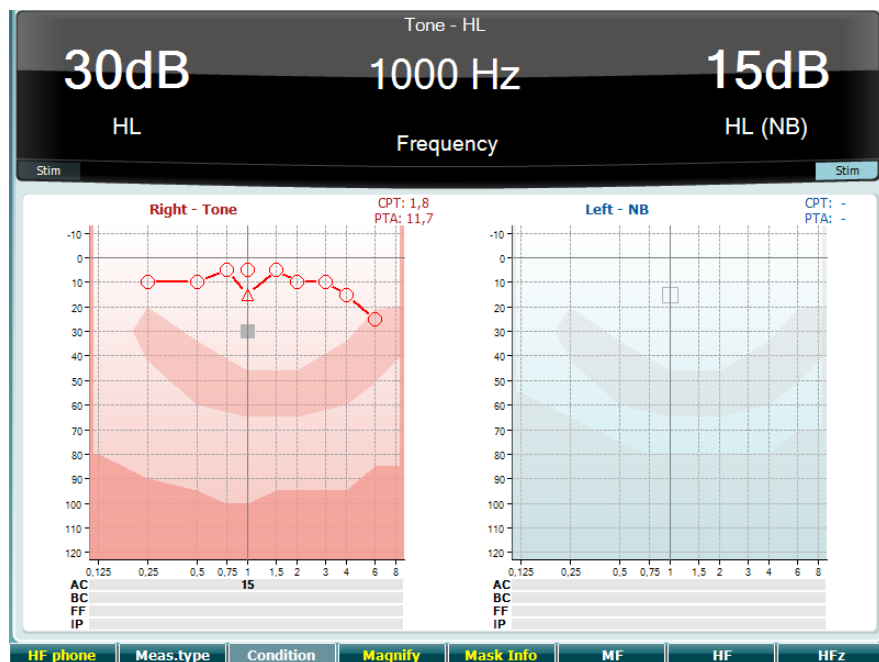 Tone - HL
30dB
1000 Hz
15dB
HL
Frequency
HL (NB)
Stim
Stim
Right - Tone
CPT: 1,8
PTA: 11,7
-10
0
10
20
30
40
50
60
70
80
90
100
110
120
0,125 0,25 0,5 0,75 1 1,5 2 3 4 6 8
AC 15
BC
FF
IP
Left - NB
CPT: -
PTA: -
-10
0
10
20
30
40
50
60
70
80
90
100
110
120
0,125 0,25 0,5 0,75 1 1,5 2 3 4 6 8
AC
BC
FF
IP
HF phone Meas.type Condition Magnify Mask Info MF HF HFz